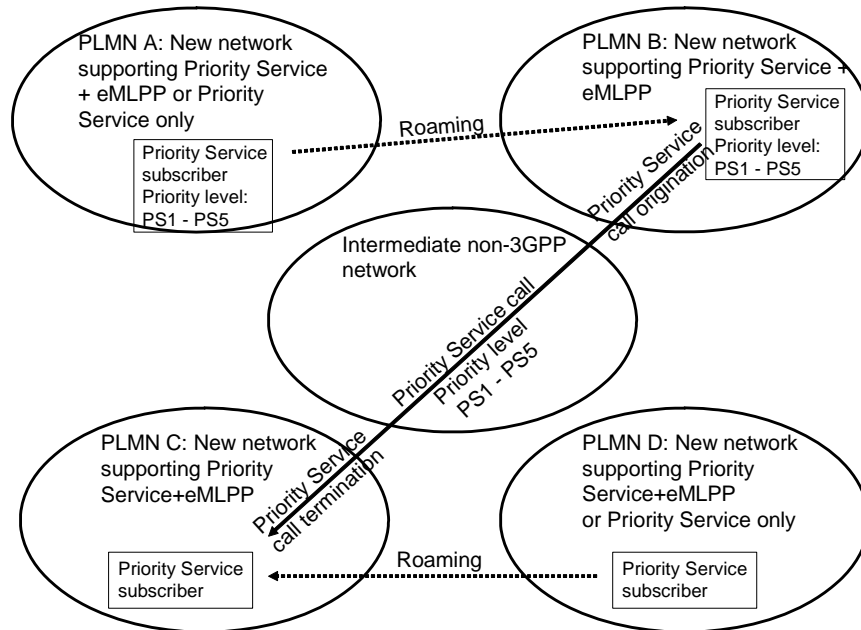 PLMN A: New network
supporting Priority Service
+ eMLPP or Priority
Service only
Priority Service
subscriber
Priority level:
PS1 - PS5
Roaming
PLMN B: New network
supporting Priority Service +
eMLPP
Priority Service
subscriber
Priority level:
PS1 - PS5
Priority Service
call origination
Intermediate non-3GPP
network
Priority Service call
Priority level
PS1 - PS5
Priority Service
call termination
PLMN C: New network
supporting Priority
Service+eMLPP
Priority Service
subscriber
Roaming
PLMN D: New network
supporting Priority
Service+eMLPP
or Priority Service only
Priority Service
subscriber